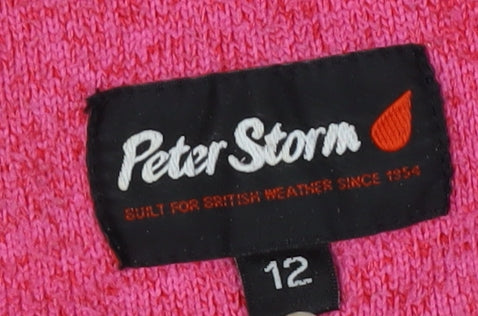 Peter Storm
BUILT FOR BRITISH WEATHER SINCE 1954
12